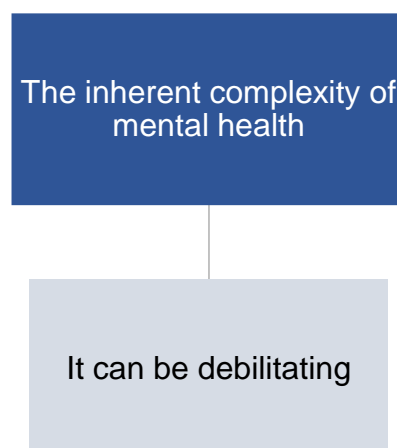 The inherent complexity of
mental health
It can be debilitating